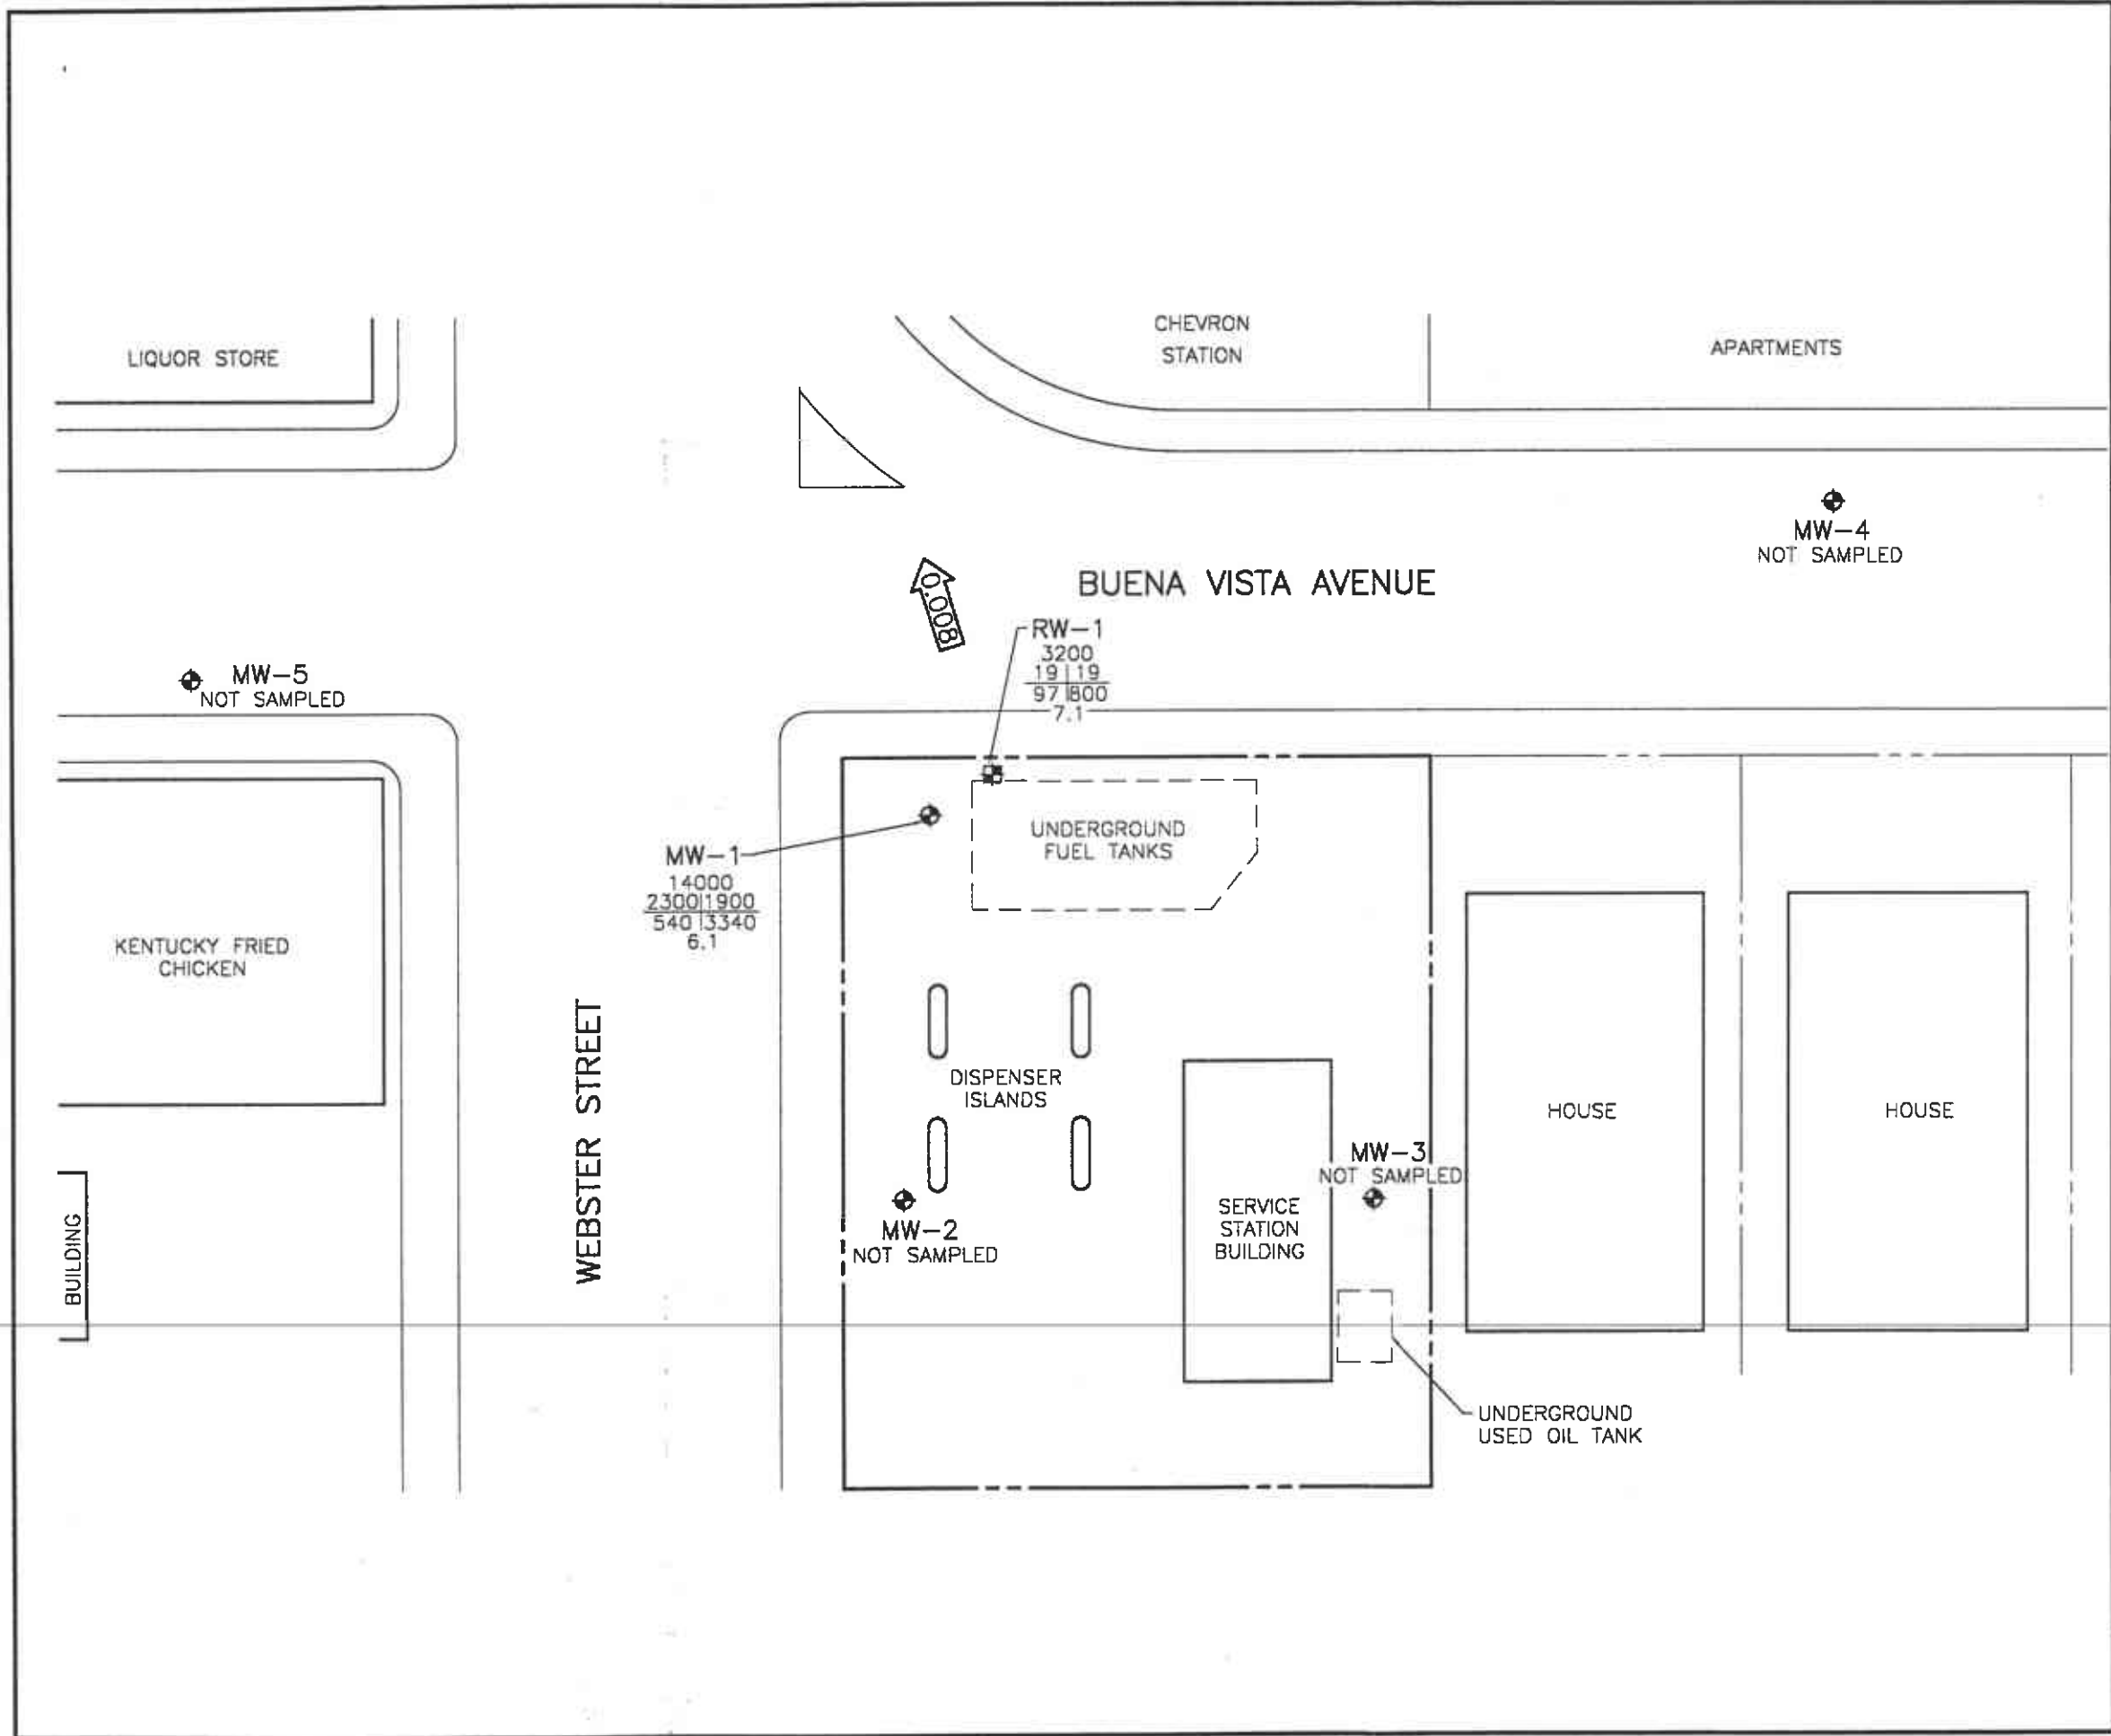 LIQUOR STORE
CHEVRON
STATION
APARTMENTS
MW-4
NOT SAMPLED
BUENA VISTA AVENUE
0.008
RW-1
3200
19|19
97|800
7.1
MW-5
NOT SAMPLED
UNDERGROUND
FUEL TANKS
MW-1
14000
2300|1900
540|3340
6.1
KENTUCKY FRIED
CHICKEN
WEBSTER STREET
DISPENSER
ISLANDS
HOUSE
HOUSE
MW-3
NOT SAMPLED
SERVICE
STATION
BUILDING
MW-2
NOT SAMPLED
BUILDING
UNDERGROUND
USED OIL TANK